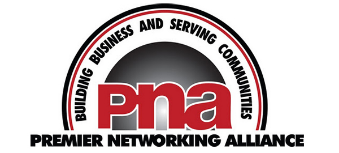 BUILDING BUSINESS AND SERVING COMMUNITIES
pna
PREMIER NETWORKING ALLIANCE